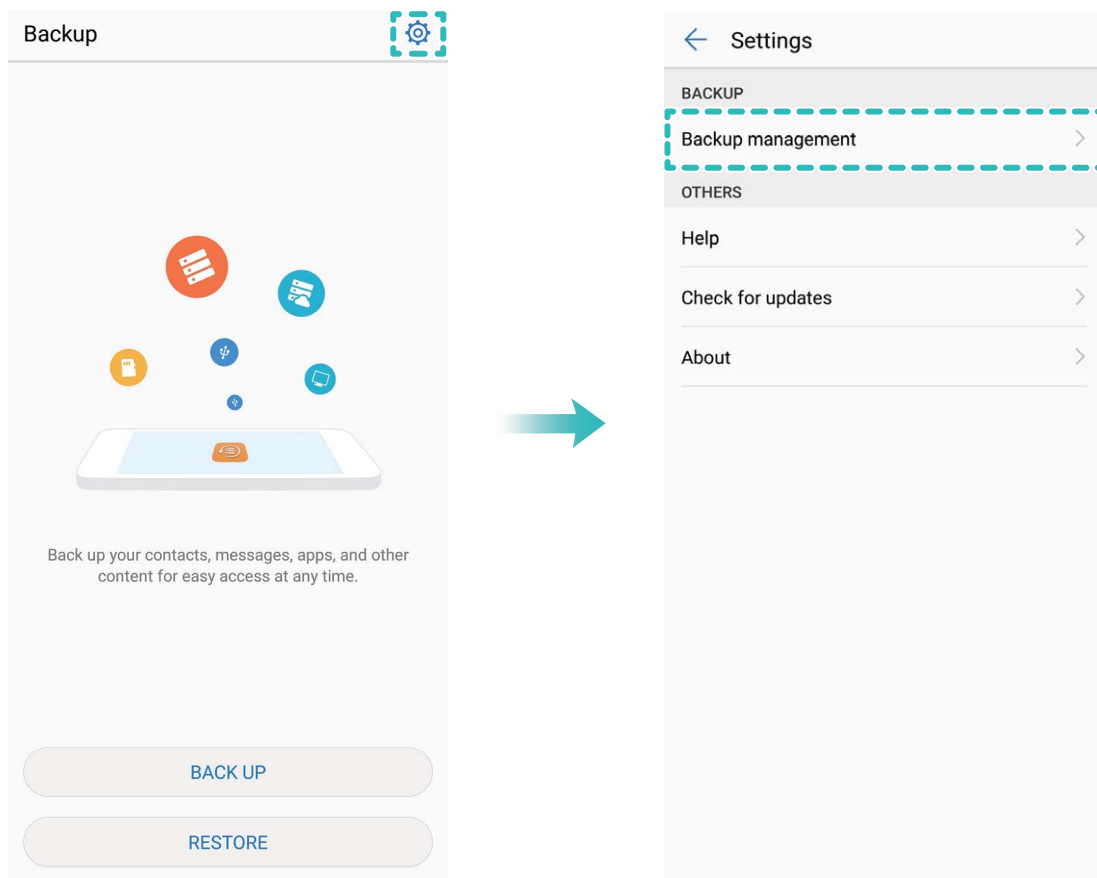 Backup
Back up your contacts, messages, apps, and other
content for easy access at any time.
BACK UP
RESTORE
Settings
BACKUP
Backup management
OTHERS
Help
Check for updates
About